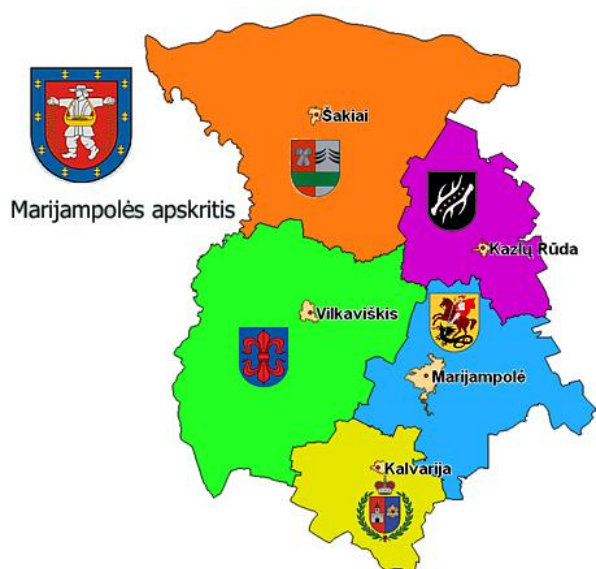 Šakiai
Marijampolės apskritis
Kazlų Rūda
Vilkaviškis
Marijampolė
Kalvarija